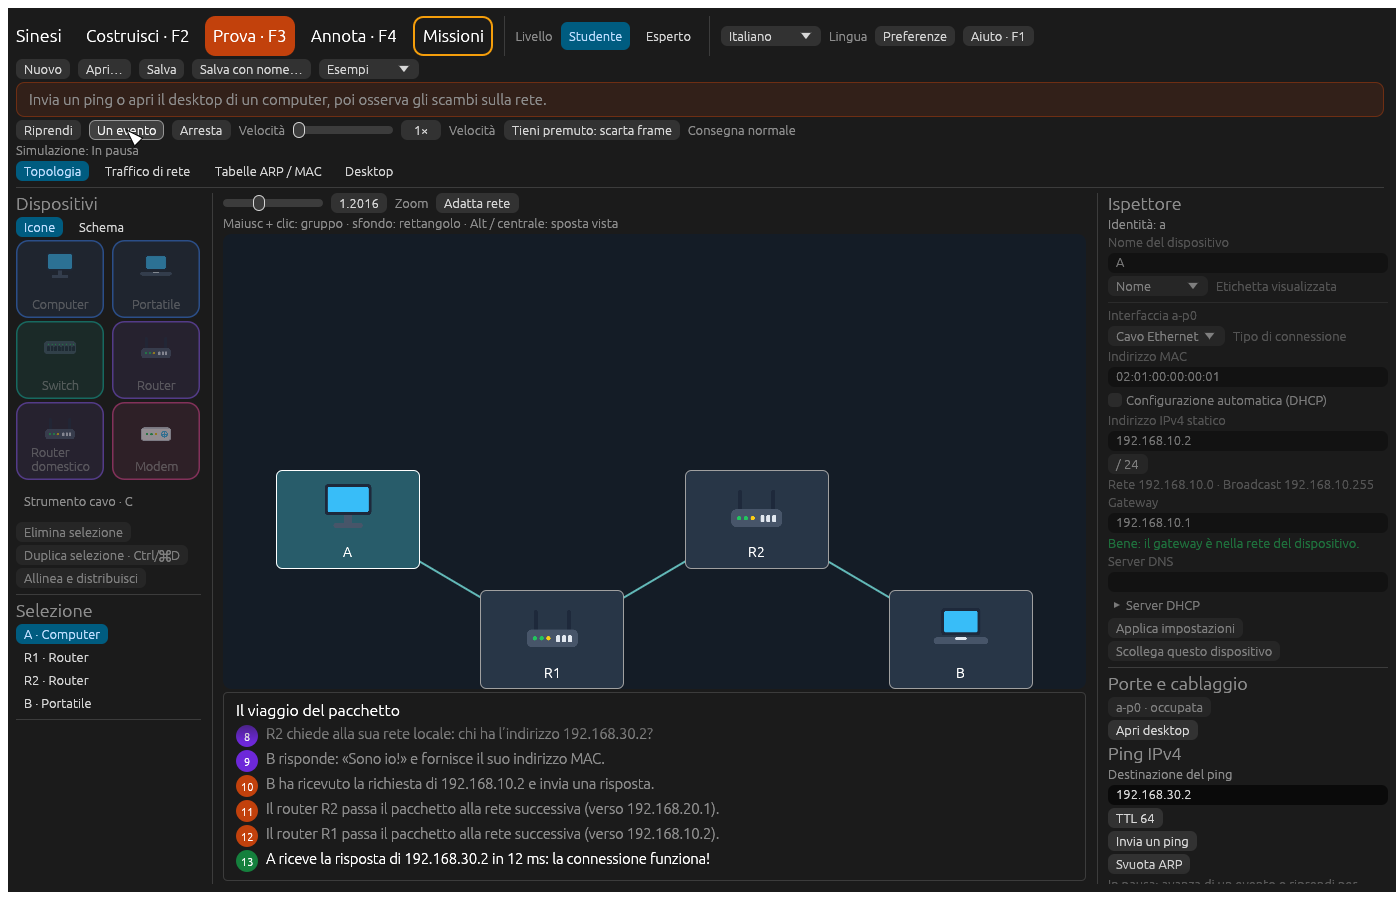 Sinesi Costruisci · F2 Prova · F3 Annota · F4 Missioni Livello Studente Esperto Italiano Lingua Preferenze Aiuto · F1
Nuovo Apri… Salva Salva con nome… Esempi
Invia un ping o apri il desktop di un computer, poi osserva gli scambi sulla rete.
Riprendi Un evento Arresta Velocità 1× Velocità Tieni premuto: scarta frame Consegna normale
Simulazione: In pausa
Topologia Traffico di rete Tabelle ARP / MAC Desktop
Dispositivi
Icone Schema
Computer Portatile
Switch Router
Router domestico Modem
Strumento cavo · C
Elimina selezione
Duplica selezione · Ctrl/⌘D
Allinea e distribuisci
Selezione
A · Computer
R1 · Router
R2 · Router
B · Portatile
1.2016 Zoom Adatta rete
Maiusc + clic: gruppo · sfondo: rettangolo · Alt / centrale: sposta vista
A
R2
R1
B
Il viaggio del pacchetto
8 R2 chiede alla sua rete locale: chi ha l’indirizzo 192.168.30.2?
9 B risponde: «Sono io!» e fornisce il suo indirizzo MAC.
10 B ha ricevuto la richiesta di 192.168.10.2 e invia una risposta.
11 Il router R2 passa il pacchetto alla rete successiva (verso 192.168.20.1).
12 Il router R1 passa il pacchetto alla rete successiva (verso 192.168.10.2).
13 A riceve la risposta di 192.168.30.2 in 12 ms: la connessione funziona!
Ispettore
Identità: a
Nome del dispositivo
A
Nome Etichetta visualizzata
Interfaccia a-p0
Cavo Ethernet Tipo di connessione
Indirizzo MAC
02:01:00:00:00:01
Configurazione automatica (DHCP)
Indirizzo IPv4 statico
192.168.10.2
/ 24
Rete 192.168.10.0 · Broadcast 192.168.10.255
Gateway
192.168.10.1
Bene: il gateway è nella rete del dispositivo.
Server DNS
Server DHCP
Applica impostazioni
Scollega questo dispositivo
Porte e cablaggio
a-p0 · occupata
Apri desktop
Ping IPv4
Destinazione del ping
192.168.30.2
TTL 64
Invia un ping
Svuota ARP
In pausa: avanza di un evento o riprendi per